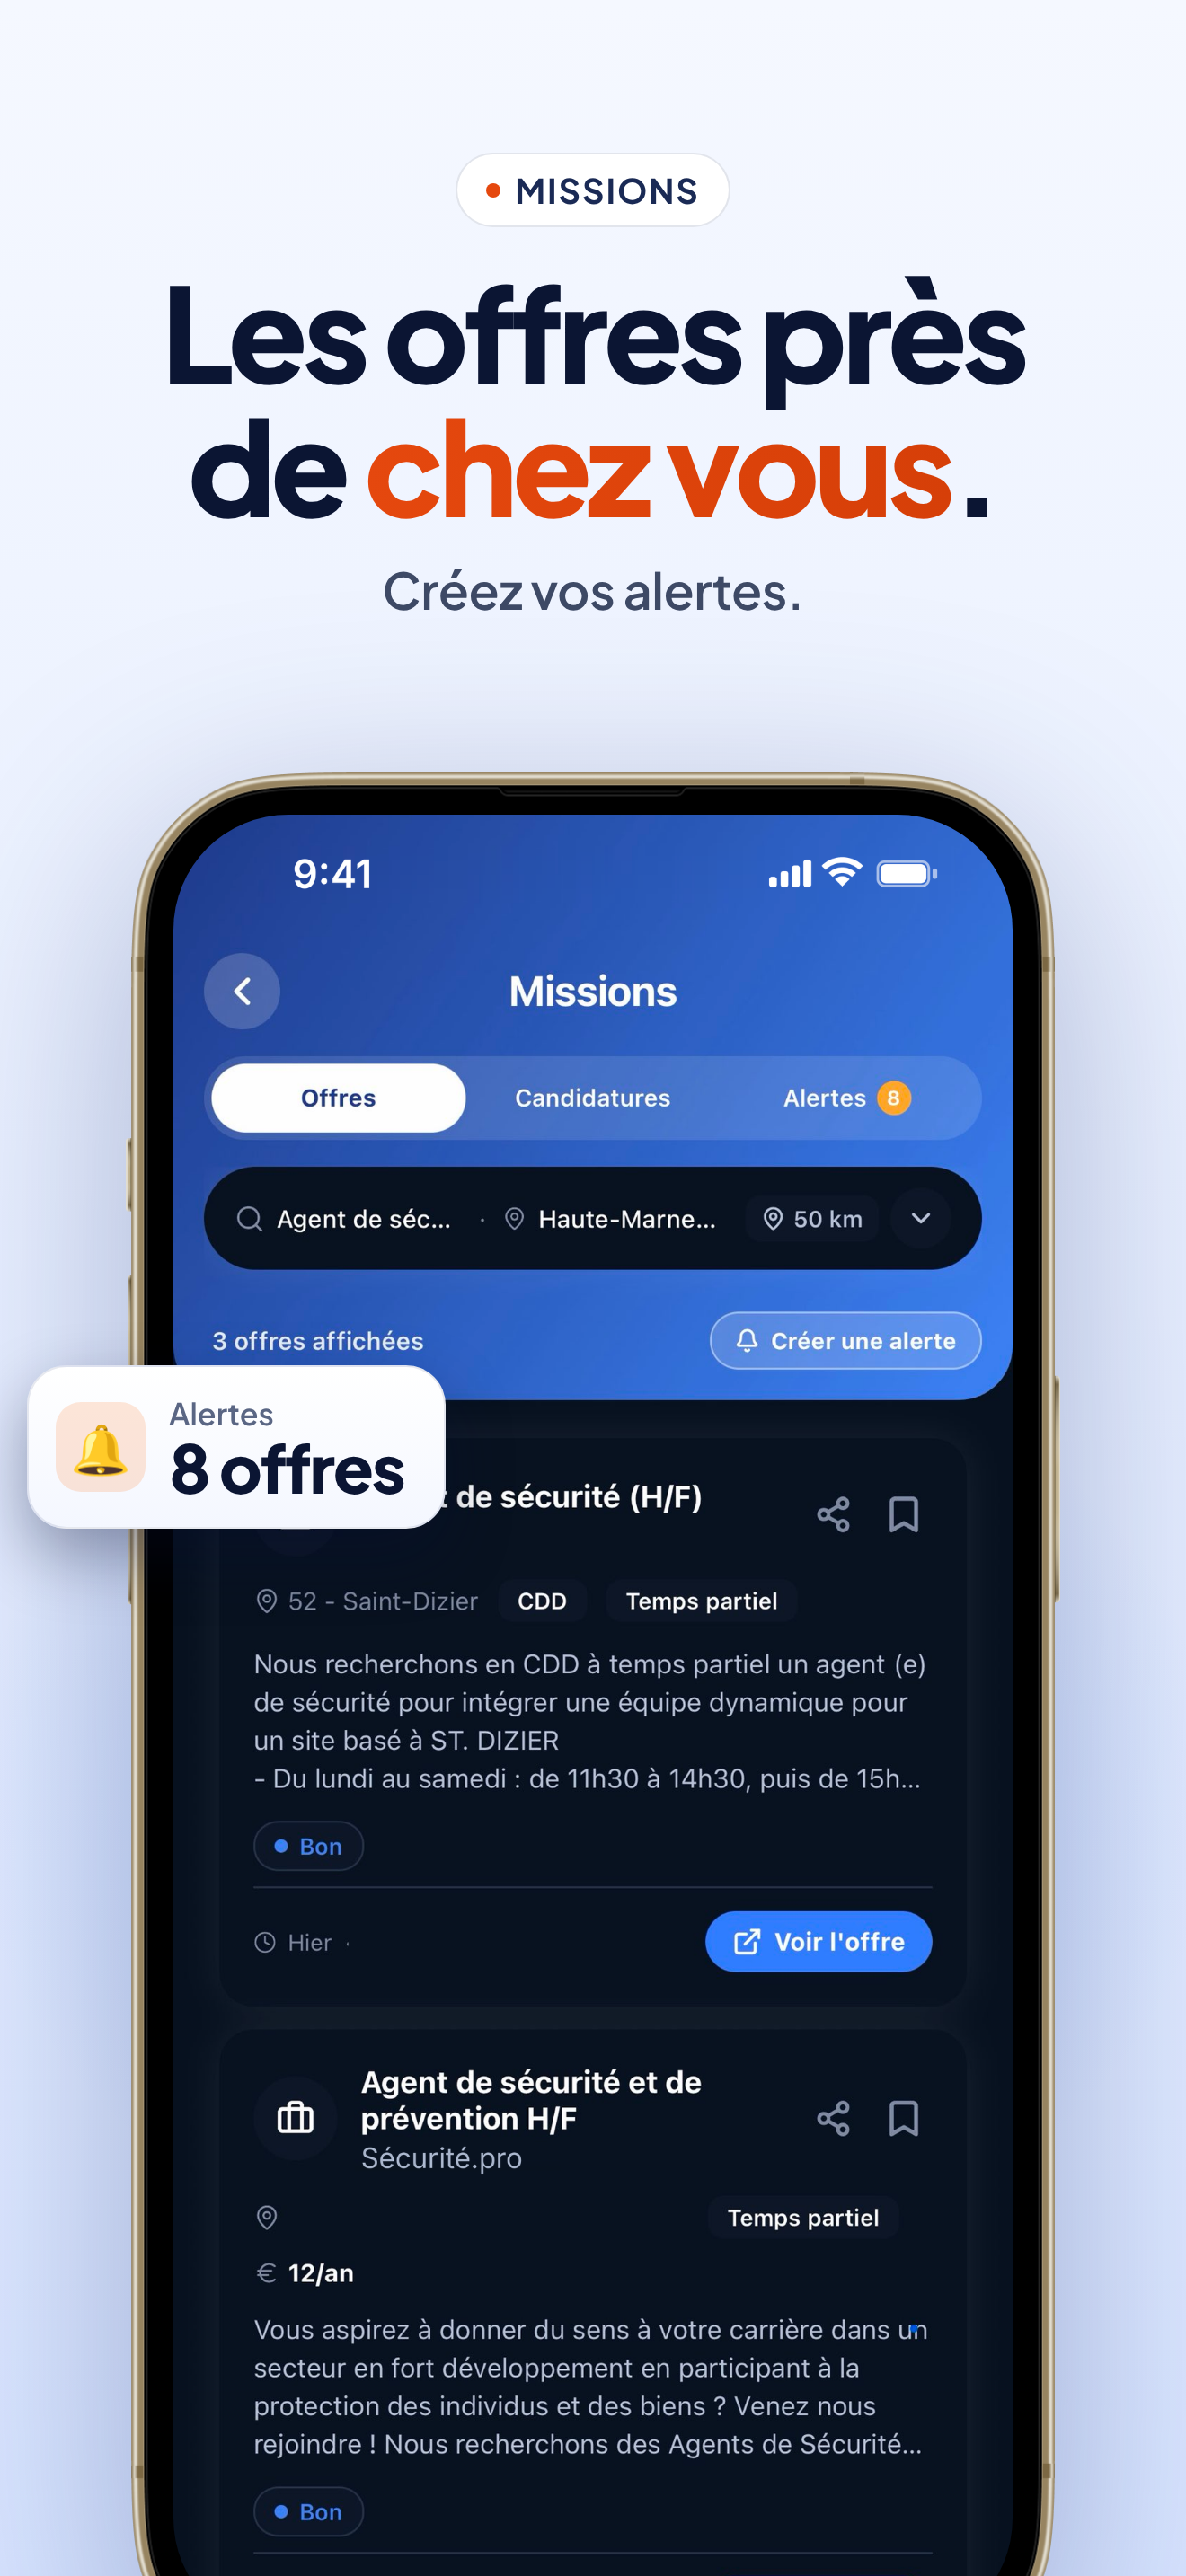 MISSIONS
Les offres près
de chez vous.
Créez vos alertes.
9:41
Missions
Offres
Candidatures
Alertes 8
Agent de séc... · Haute-Marne... 50 km
3 offres affichées
Créer une alerte
Alertes
8 offres
t de sécurité (H/F)
52 - Saint-Dizier CDD Temps partiel
Nous recherchons en CDD à temps partiel un agent (e)
de sécurité pour intégrer une équipe dynamique pour
un site basé à ST. DIZIER
- Du lundi au samedi : de 11h30 à 14h30, puis de 15h...
Bon
Hier ·
Voir l'offre
Agent de sécurité et de
prévention H/F
Sécurité.pro
Temps partiel
€ 12/an
Vous aspirez à donner du sens à votre carrière dans un
secteur en fort développement en participant à la
protection des individus et des biens ? Venez nous
rejoindre ! Nous recherchons des Agents de Sécurité...
Bon